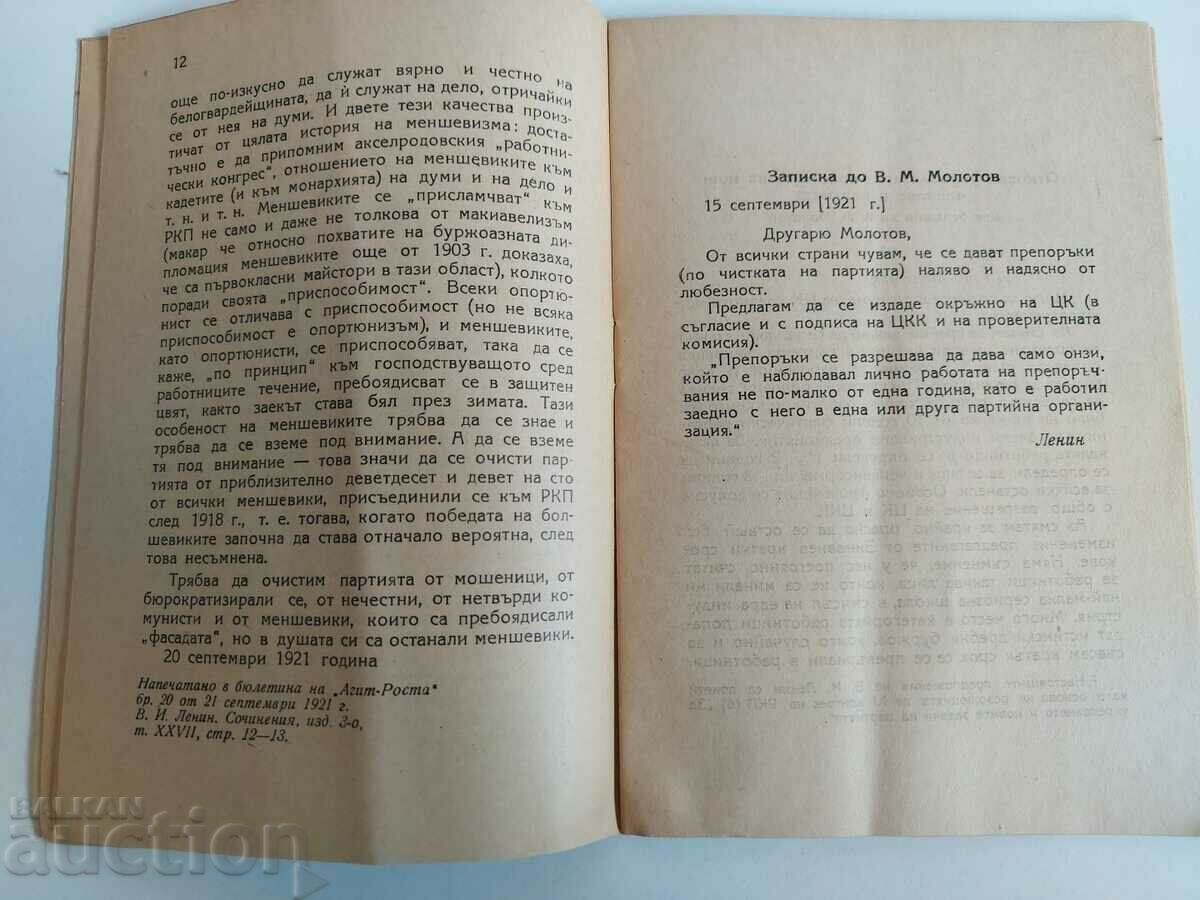 12
още по-изкусно да служат вярно и честно на
белогвардейщината, да ѝ служат на дело, отричайки
се от нея на думи. И двете тези качества произ-
тичат от цялата история на меншевизма: доста-
тъчно е да припомним акселродовския „работни-
чески конгрес“, отношението на меншевиките към
кадетите (и към монархията) на думи и на дело и
т. н. и т. н. Меншевиките се „присламчват“ към
РКП не само и даже не толкова от макиавелизъм
(макар че относно похватите на буржоазната ди-
пломация меншевиките още от 1903 г. доказаха,
че са първокласни майстори в тази област), колкото
поради своята „приспособимост“. Всеки опортю-
нист се отличава с приспособимост (но не всяка
приспособимост е опортюнизъм), и меншевиките,
като опортюнисти, се приспособяват, така да се
каже, „по принцип“ към господствуващото сред
работниците течение, пребоядисват се в защитен
цвят, както заекът става бял през зимата. Тази
особеност на меншевиките трябва да се знае и
трябва да се вземе под внимание. А да се вземе
тя под внимание — това значи да се очисти пар-
тията от приблизително деветдесет и девет на сто
от всички меншевики, присъединили се към РКП
след 1918 г., т. е. тогава, когато победата на бол-
шевиките започна да става отначало вероятна, след
това несъмнена.
Трябва да очистим партията от мошеници, от
бюрократизирали се, от нечестни, от нетвърди ко-
мунисти и от меншевики, които са пребоядисали
„фасадата“, но в душата си са останали меншевики.
20 септември 1921 година
Напечатано в бюлетина на „Агит-Роста“
бр. 20 от 21 септември 1921 г.
В. И. Ленин. Сочинения, изд. 3-о,
т. XXVII, стр. 12—13.
Записка до В. М. Молотов
15 септември [1921 г.]
Другарю Молотов,
От всички страни чувам, че се дават препоръки
(по чистката на партията) наляво и надясно от
любезност.
Предлагам да се издаде окръжно на ЦК (в
съгласие и с подписа на ЦКК и на проверителната
комисия).
„Препоръки се разрешава да дава само онзи,
който е наблюдавал лично работата на препоръч-
вания не по-малко от една година, като е работил
заедно с него в една или друга партийна органи-
зация.“
Ленин
BALKAN
auction